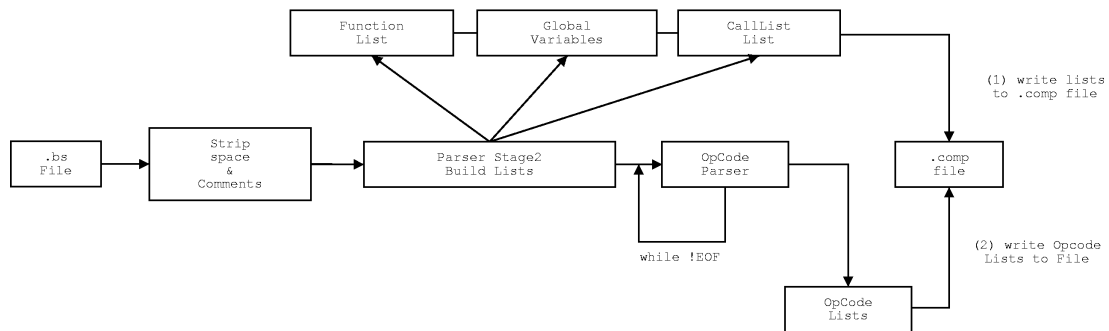 Function
List
Global
Variables
CallList
List
(1) write lists
to .comp file
.bs
File
Strip
space
&
Comments
Parser Stage2
Build Lists
OpCode
Parser
.comp
file
while !EOF
(2) write Opcode
Lists to File
OpCode
Lists